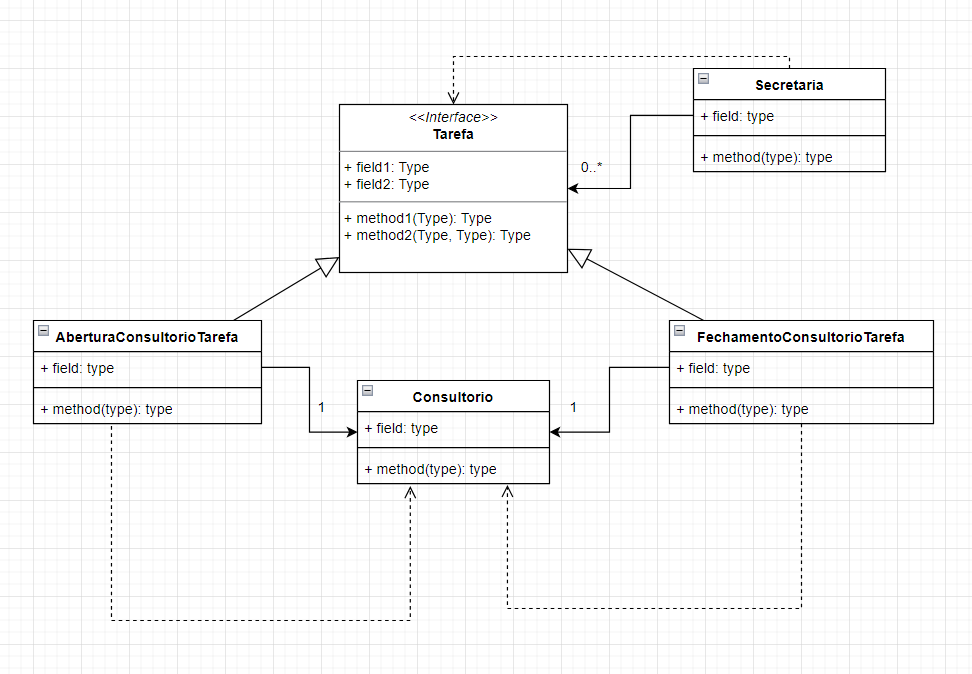 Secretaria
+ field: type
+ method(type): type
<<Interface>>
Tarefa
+ field1: Type
+ field2: Type
+ method1(Type): Type
+ method2(Type, Type): Type
0..*
AberturaConsultorioTarefa
+ field: type
+ method(type): type
1
Consultorio
+ field: type
+ method(type): type
1
FechamentoConsultorioTarefa
+ field: type
+ method(type): type